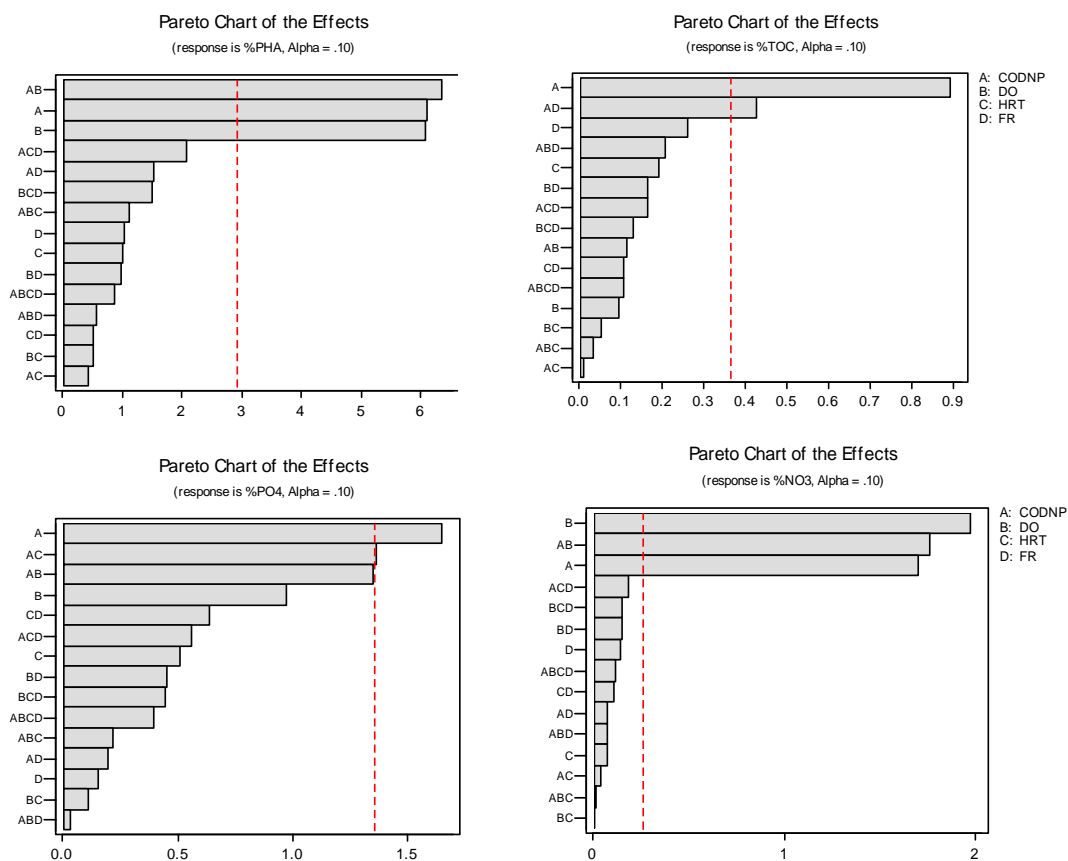 Pareto Chart of the Effects
(response is %PHA, Alpha = .10)
AB
A
B
ACD
AD
BCD
ABC
D
C
BD
ABCD
ABD
CD
BC
AC
0 1 2 3 4 5 6
Pareto Chart of the Effects
(response is %TOC, Alpha = .10)
A
AD
D
ABD
C
BD
ACD
BCD
AB
CD
ABCD
B
BC
ABC
AC
0.0 0.1 0.2 0.3 0.4 0.5 0.6 0.7 0.8 0.9
A: CODNP
B: DO
C: HRT
D: FR
Pareto Chart of the Effects
(response is %PO4, Alpha = .10)
A
AC
AB
B
CD
ACD
C
BD
BCD
ABCD
ABC
AD
D
BC
ABD
0.0 0.5 1.0 1.5
Pareto Chart of the Effects
(response is %NO3, Alpha = .10)
B
AB
A
ACD
BCD
BD
D
ABCD
CD
AD
ABD
C
AC
ABC
BC
0 1 2
A: CODNP
B: DO
C: HRT
D: FR